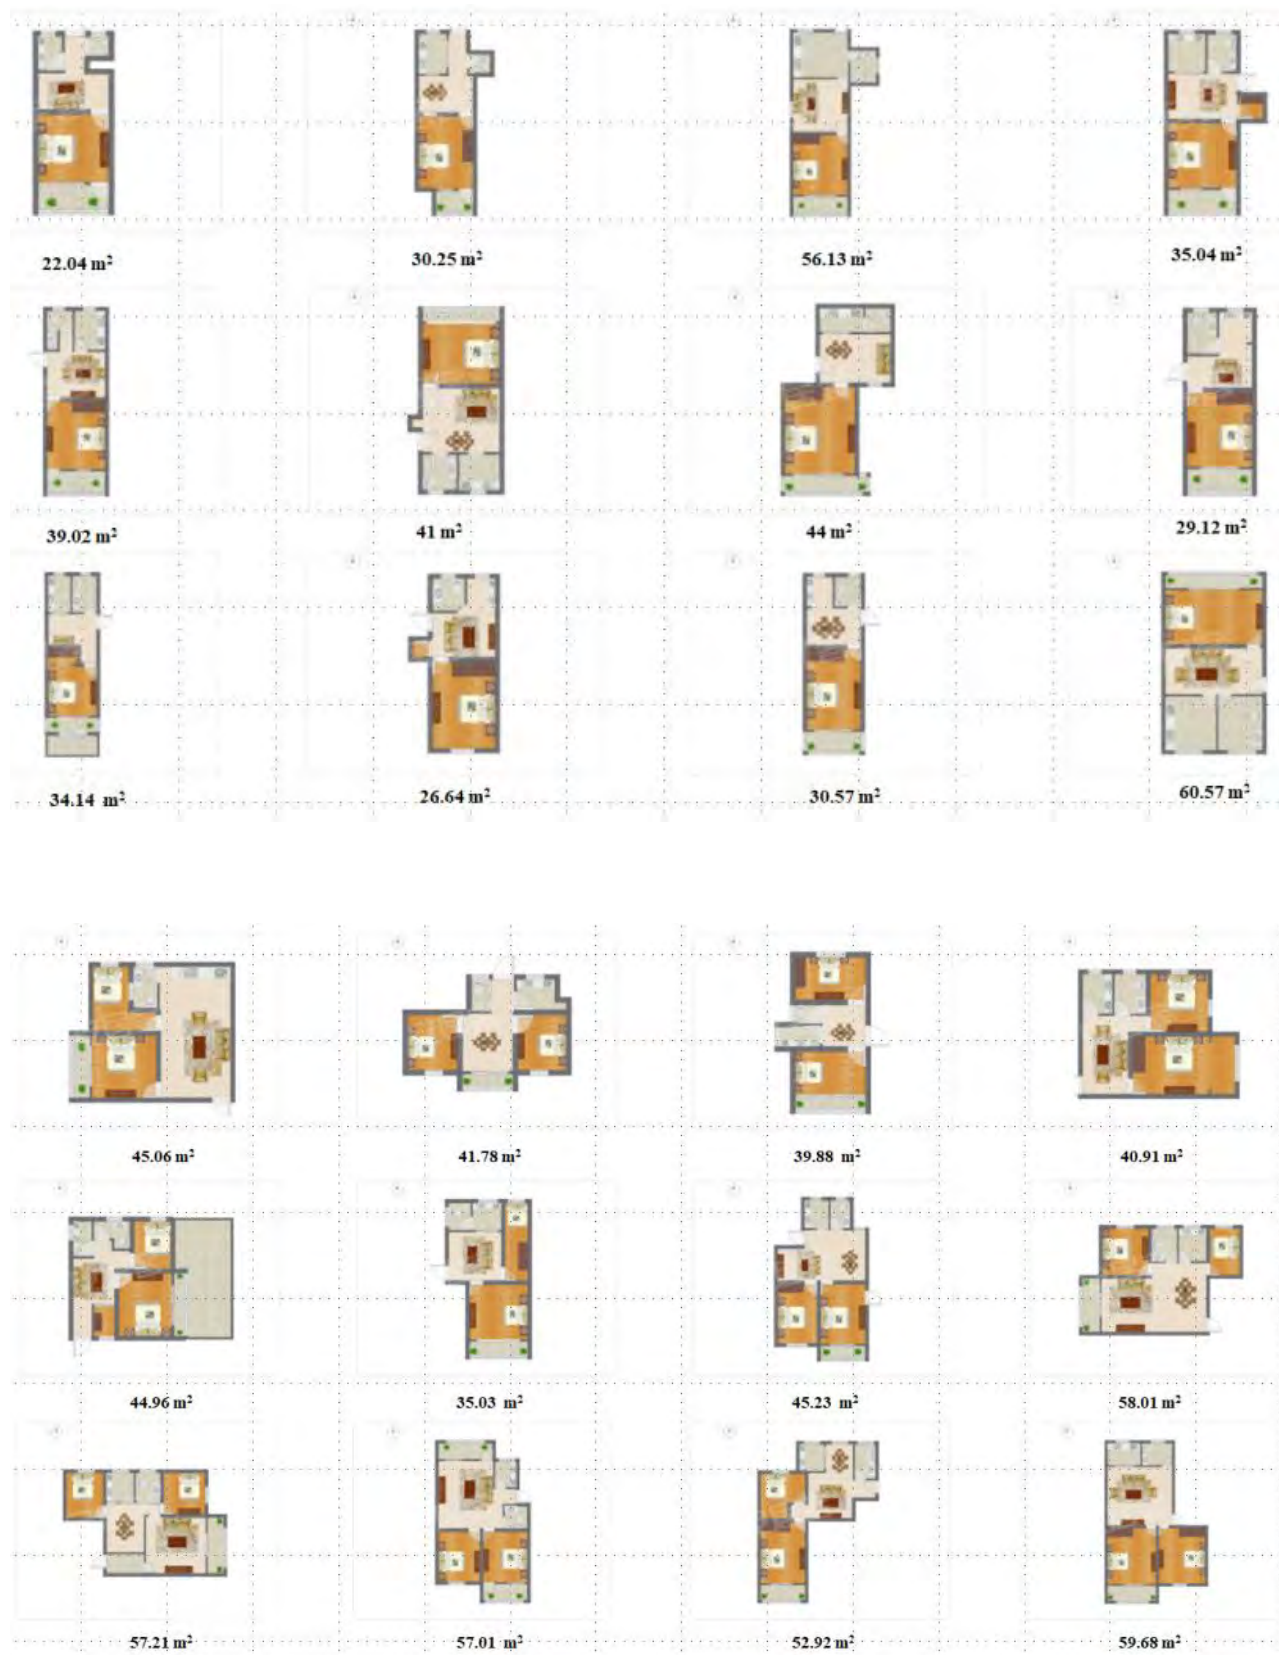 22.04 m²
30.25 m²
56.13 m²
35.04 m²
39.02 m²
41 m²
44 m²
29.12 m²
34.14 m²
26.64 m²
30.57 m²
60.57 m²
45.06 m²
41.78 m²
39.88 m²
40.91 m²
44.96 m²
35.03 m²
45.23 m²
58.01 m²
57.21 m²
57.01 m²
52.92 m²
59.68 m²